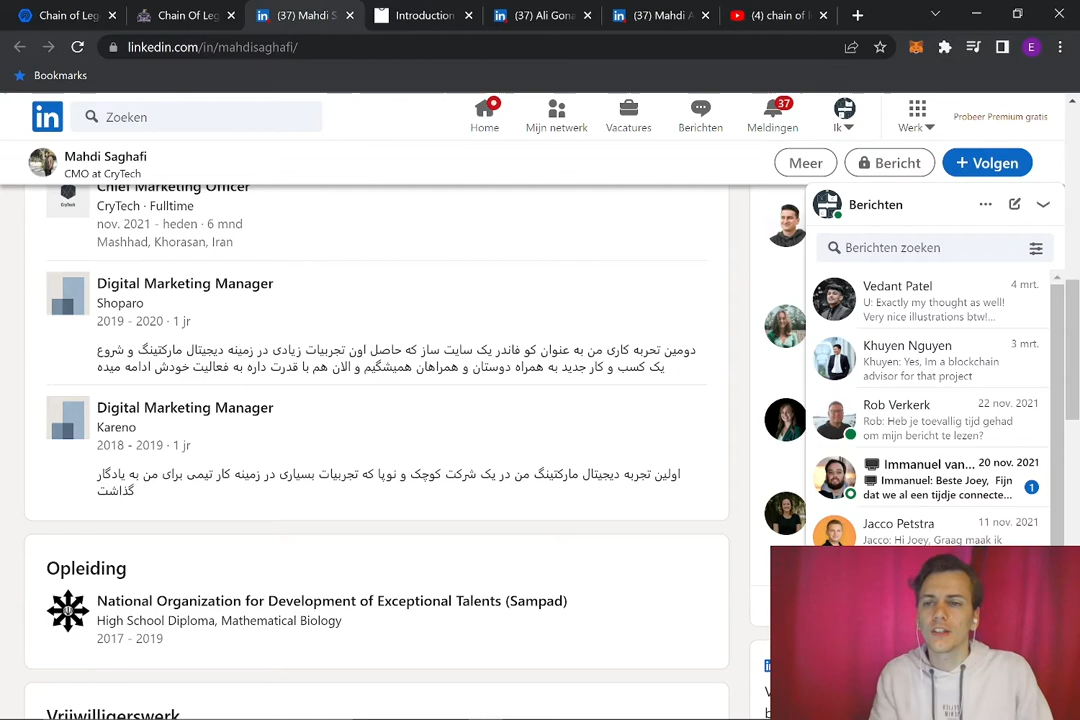 Chain of Leg
Chain Of Leg
(37) Mahdi S
Introduction
(37) Ali Gona
(37) Mahdi A
(4) chain of l
linkedin.com/in/mahdisaghafi/
E
Bookmarks
in
Zoeken
Home
Mijn netwerk
Vacatures
Berichten
37
Meldingen
Ik
Werk
Probeer Premium gratis
Mahdi Saghafi
CMO at CryTech
Meer
Bericht
+ Volgen
Chief Marketing Officer
CryTech · Fulltime
nov. 2021 - heden · 6 mnd
Mashhad, Khorasan, Iran
Digital Marketing Manager
Shoparo
2019 - 2020 · 1 jr
دومین تحربه کاری من به عنوان کو فاندر یک سایت ساز که حاصل اون تجربیات زیادی در زمینه دیجیتال مارکتینگ و شروع
یک کسب و کار جدید به همراه دوستان و همراهان همیشگیم و الان هم با قدرت داره به فعالیت خودش ادامه میده
Digital Marketing Manager
Kareno
2018 - 2019 · 1 jr
اولین تجربه دیجیتال مارکتینگ من در یک شرکت کوچک و نوپا که تجربیات بسیاری در زمینه کار تیمی برای من به یادگار
گذاشت
Opleiding
National Organization for Development of Exceptional Talents (Sampad)
High School Diploma, Mathematical Biology
2017 - 2019
Vrijwilligerswerk
Berichten
Berichten zoeken
Vedant Patel
4 mrt.
U: Exactly my thought as well!
Very nice illustrations btw!...
Khuyen Nguyen
3 mrt.
Khuyen: Yes, Im a blockchain
advisor for that project
Rob Verkerk
22 nov. 2021
Rob: Heb je toevallig tijd gehad
om mijn bericht te lezen?
Immanuel van...
20 nov. 2021
Immanuel: Beste Joey, Fijn
dat we al een tijdje connecte...
1
Jacco Petstra
11 nov. 2021
Jacco: Hi Joey, Graag maak ik